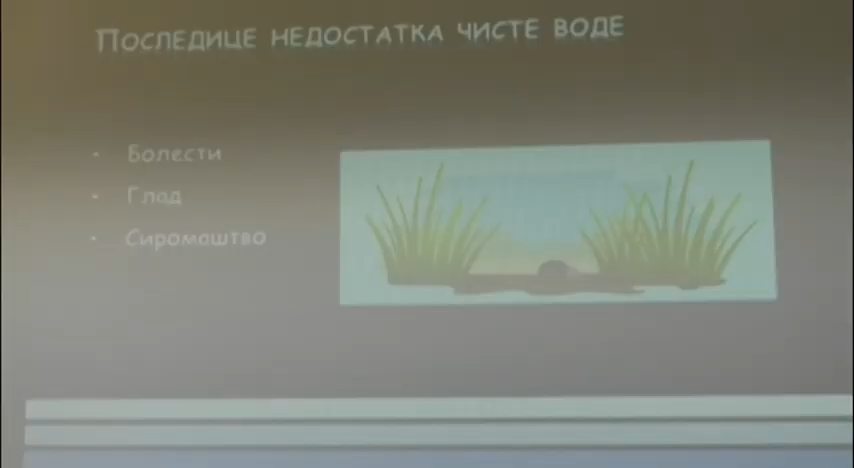 Последице недостатка чисте воде
Болести
Глад
Сиромаштво